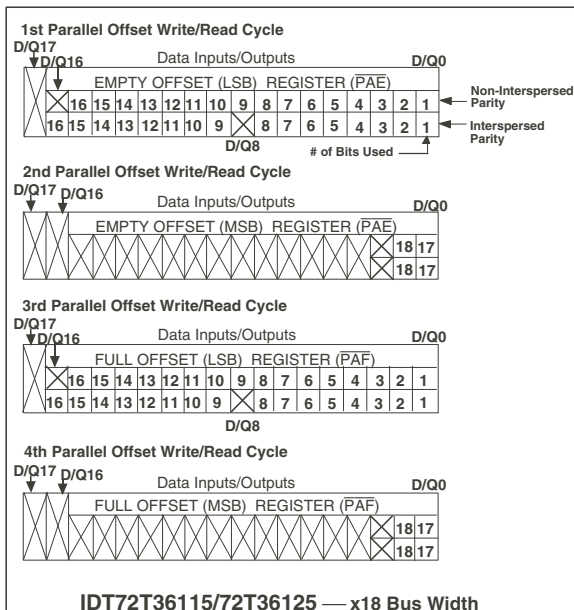 1st Parallel Offset Write/Read Cycle
D/Q17
D/Q16
Data Inputs/Outputs
D/Q0
EMPTY OFFSET (LSB) REGISTER (PAE)
16 15 14 13 12 11 10 9 8 7 6 5 4 3 2 1
Non-Interspersed
Parity
16 15 14 13 12 11 10 9 8 7 6 5 4 3 2 1
Interspersed
Parity
D/Q8
# of Bits Used
2nd Parallel Offset Write/Read Cycle
D/Q17
D/Q16
Data Inputs/Outputs
D/Q0
EMPTY OFFSET (MSB) REGISTER (PAE)
18 17
18 17
3rd Parallel Offset Write/Read Cycle
D/Q17
D/Q16
Data Inputs/Outputs
D/Q0
FULL OFFSET (LSB) REGISTER (PAF)
16 15 14 13 12 11 10 9 8 7 6 5 4 3 2 1
16 15 14 13 12 11 10 9 8 7 6 5 4 3 2 1
D/Q8
4th Parallel Offset Write/Read Cycle
D/Q17
D/Q16
Data Inputs/Outputs
D/Q0
FULL OFFSET (MSB) REGISTER (PAF)
18 17
18 17
IDT72T36115/72T36125 — x18 Bus Width